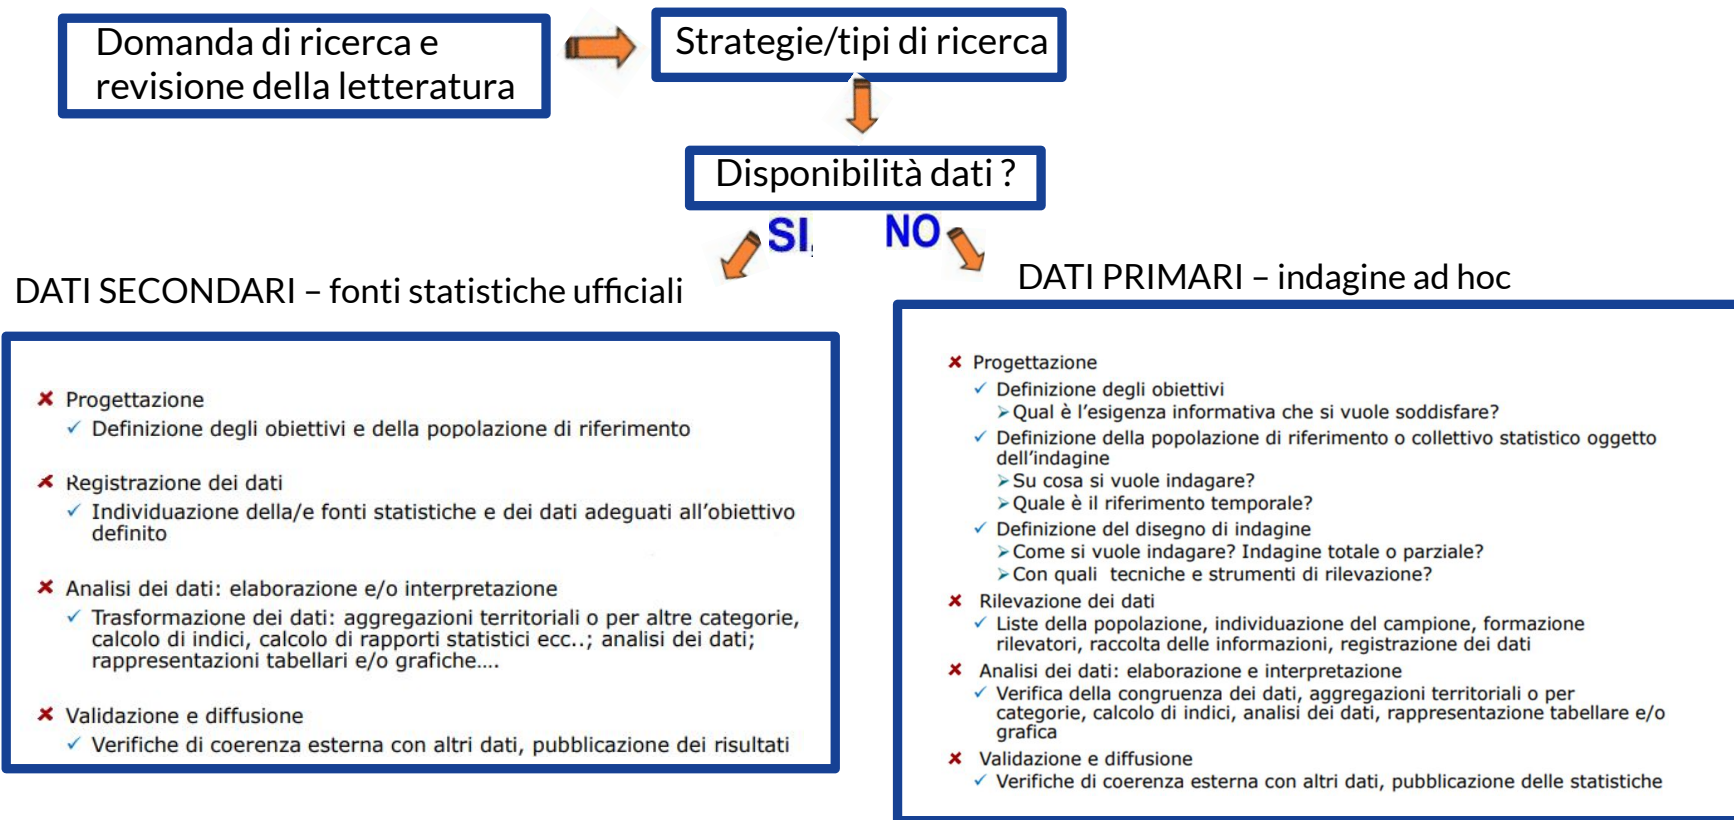 Domanda di ricerca e
revisione della letteratura
Strategie/tipi di ricerca
Disponibilità dati ?
SI,
NO
DATI SECONDARI – fonti statistiche ufficiali
✘ Progettazione
✓ Definizione degli obiettivi e della popolazione di riferimento
✘ Registrazione dei dati
✓ Individuazione della/e fonti statistiche e dei dati adeguati all'obiettivo
definito
✘ Analisi dei dati: elaborazione e/o interpretazione
✓ Trasformazione dei dati: aggregazioni territoriali o per altre categorie,
calcolo di indici, calcolo di rapporti statistici ecc..; analisi dei dati;
rappresentazioni tabellari e/o grafiche....
✘ Validazione e diffusione
✓ Verifiche di coerenza esterna con altri dati, pubblicazione dei risultati
DATI PRIMARI – indagine ad hoc
✘ Progettazione
✓ Definizione degli obiettivi
➢Qual è l'esigenza informativa che si vuole soddisfare?
✓ Definizione della popolazione di riferimento o collettivo statistico oggetto
dell'indagine
➢Su cosa si vuole indagare?
➢Quale è il riferimento temporale?
✓ Definizione del disegno di indagine
➢Come si vuole indagare? Indagine totale o parziale?
➢Con quali tecniche e strumenti di rilevazione?
✘ Rilevazione dei dati
✓ Liste della popolazione, individuazione del campione, formazione
rilevatori, raccolta delle informazioni, registrazione dei dati
✘ Analisi dei dati: elaborazione e interpretazione
✓ Verifica della congruenza dei dati, aggregazioni territoriali o per
categorie, calcolo di indici, analisi dei dati, rappresentazione tabellare e/o
grafica
✘ Validazione e diffusione
✓ Verifiche di coerenza esterna con altri dati, pubblicazione delle statistiche